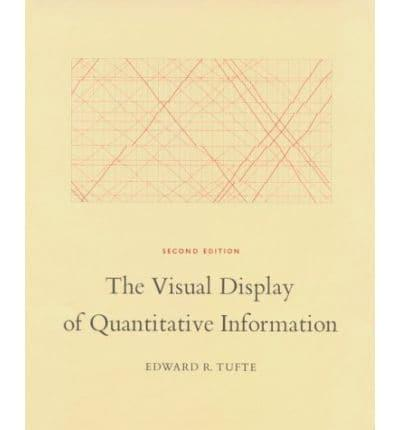 SECOND EDITION
The Visual Display
of Quantitative Information
EDWARD R. TUFTE